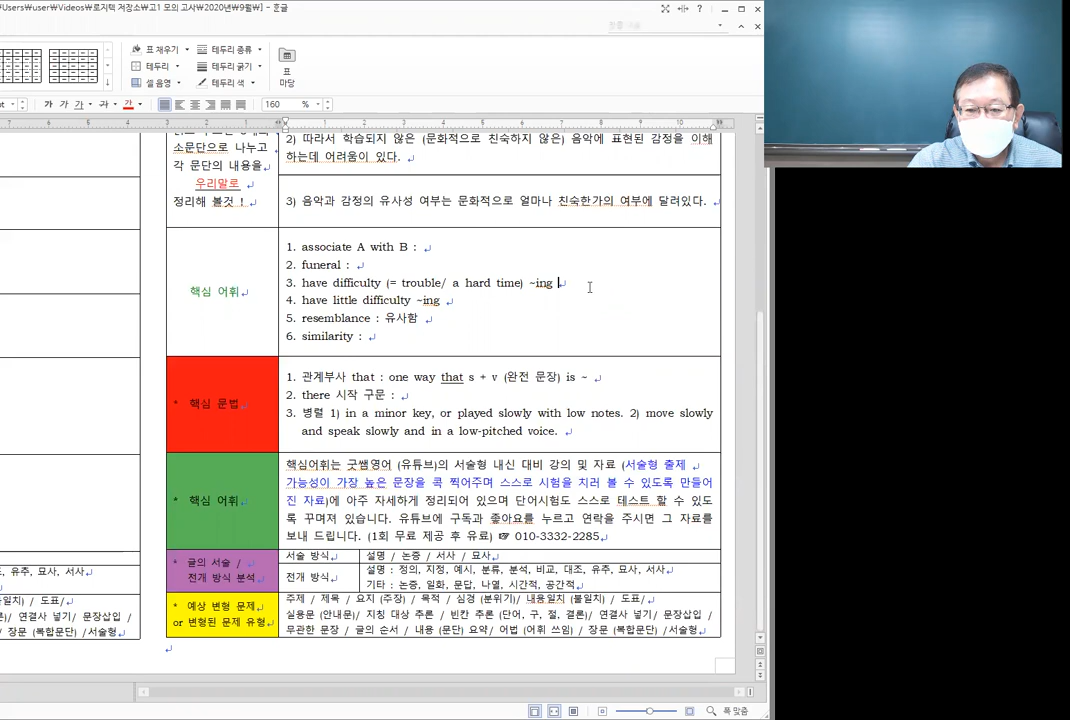 \Users\user\Videos\로지텍 저장소\고1 모의 고사\2020년\9월\] - 한글
표 채우기 테두리 종류
테두리 테두리 굵기
셀 음영 테두리 색
표
마당
가 가 가 가 가 160 %
7 8 9 10 11 2 1 1 2 3 4 5 6 7 8 9 10
소문단으로 나누고
각 문단의 내용을
우리말로
정리해 볼것 !
2) 따라서 학습되지 않은 (문화적으로 친숙하지 않은) 음악에 표현된 감정을 이해
하는데 어려움이 있다.
3) 음악과 감정의 유사성 여부는 문화적으로 얼마나 친숙한가의 여부에 달려있다.
핵심 어휘
1. associate A with B :
2. funeral :
3. have difficulty (= trouble/ a hard time) ~ing
4. have little difficulty ~ing
5. resemblance : 유사함
6. similarity :
* 핵심 문법
1. 관계부사 that : one way that s + v (완전 문장) is ~
2. there 시작 구문 :
3. 병렬 1) in a minor key, or played slowly with low notes. 2) move slowly
and speak slowly and in a low-pitched voice.
* 핵심 어휘
핵심어휘는 굿쌤영어 (유튜브)의 서술형 내신 대비 강의 및 자료 (서술형 출제
가능성이 가장 높은 문장을 콕 찍어주며 스스로 시험을 치러 볼 수 있도록 만들어
진 자료)에 아주 자세하게 정리되어 있으며 단어시험도 스스로 테스트 할 수 있도
록 꾸며져 있습니다. 유튜브에 구독과 좋아요를 누르고 연락을 주시면 그 자료를
보내 드립니다. (1회 무료 제공 후 유료) ☞ 010-3332-2285
* 글의 서술 /
전개 방식 분석
서술 방식 설명 / 논증 / 서사 / 묘사
전개 방식
설명 : 정의, 지정, 예시, 분류, 분석, 비교, 대조, 유주, 묘사, 서사
기타 : 논증, 일화, 문답, 나열, 시간적, 공간적
* 예상 변형 문제
or 변형된 문제 유형
주제 / 제목 / 요지 (주장) / 목적 / 심경 (분위기)/ 내용일치 (불일치) / 도표/
실용문 (안내문)/ 지칭 대상 추론 / 빈칸 추론 (단어, 구, 절, 결론)/ 연결사 넣기/ 문장삽입 /
무관한 문장 / 글의 순서 / 내용 (문단) 요약 / 어법 (어휘 쓰임) / 장문 (복합문단) /서술형
조, 유주, 묘사, 서사
일치) / 도표/
)/ 연결사 넣기/ 문장삽입 /
/ 장문 (복합문단) /서술형
폭 맞춤